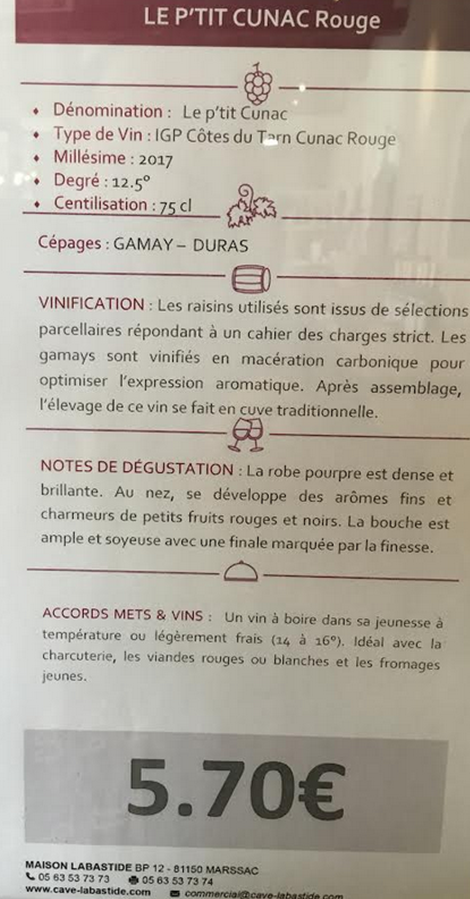 LE P'TIT CUNAC Rouge
♦ Dénomination : Le p'tit Cunac
♦ Type de Vin : IGP Côtes du Tarn Cunac Rouge
♦ Millésime : 2017
♦ Degré : 12.5°
♦ Centilisation : 75 cl
Cépages : GAMAY – DURAS
VINIFICATION : Les raisins utilisés sont issus de sélections
parcellaires répondant à un cahier des charges strict. Les
gamays sont vinifiés en macération carbonique pour
optimiser l'expression aromatique. Après assemblage,
l'élevage de ce vin se fait en cuve traditionnelle.
NOTES DE DÉGUSTATION : La robe pourpre est dense et
brillante. Au nez, se développe des arômes fins et
charmeurs de petits fruits rouges et noirs. La bouche est
ample et soyeuse avec une finale marquée par la finesse.
ACCORDS METS & VINS : Un vin à boire dans sa jeunesse à
température ou légèrement frais (14 à 16°). Idéal avec la
charcuterie, les viandes rouges ou blanches et les fromages
jeunes.
5.70€
MAISON LABASTIDE BP 12 - 81150 MARSSAC
05 63 53 73 73 05 63 53 73 74
www.cave-labastide.com commercial@cave-labastide.com